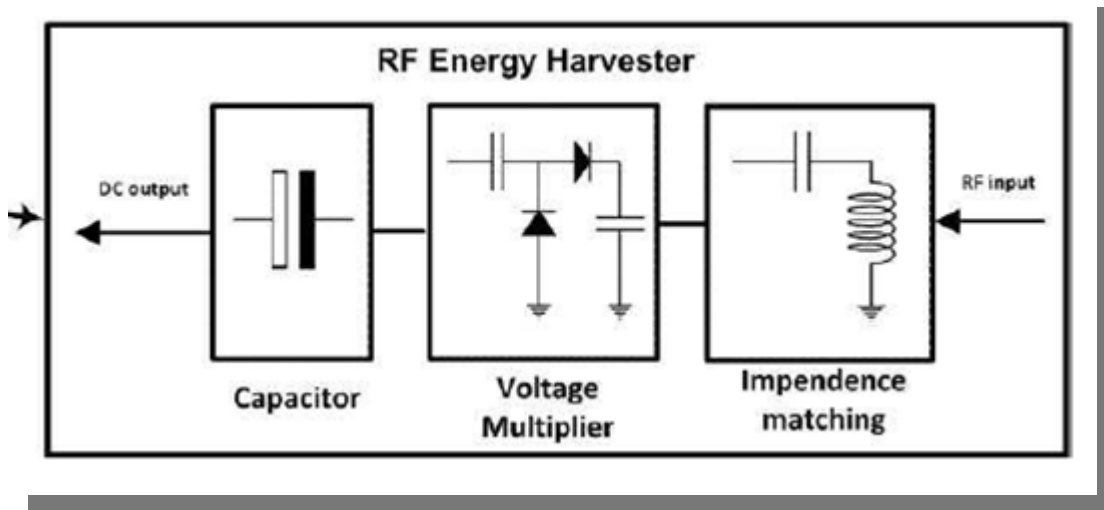 RF Energy Harvester
DC output
RF input
Capacitor
Voltage
Multiplier
Impendence
matching